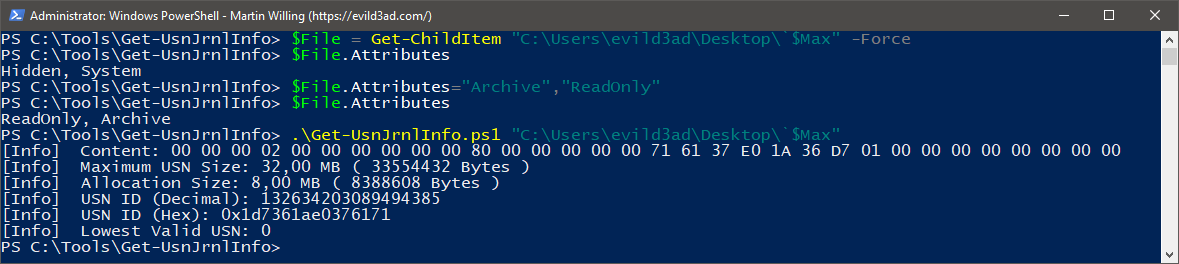 Administrator: Windows PowerShell - Martin Willing (https://evild3ad.com/)
PS C:\Tools\Get-UsnJrnlInfo> $File = Get-ChildItem "C:\Users\evild3ad\Desktop\`$Max" -Force
PS C:\Tools\Get-UsnJrnlInfo> $File.Attributes
Hidden, System
PS C:\Tools\Get-UsnJrnlInfo> $File.Attributes="Archive","ReadOnly"
PS C:\Tools\Get-UsnJrnlInfo> $File.Attributes
ReadOnly, Archive
PS C:\Tools\Get-UsnJrnlInfo> .\Get-UsnJrnlInfo.ps1 "C:\Users\evild3ad\Desktop\`$Max"
[Info]  Content: 00 00 00 02 00 00 00 00 00 00 80 00 00 00 00 00 71 61 37 E0 1A 36 D7 01 00 00 00 00 00 00 00 00
[Info]  Maximum USN Size: 32,00 MB ( 33554432 Bytes )
[Info]  Allocation Size: 8,00 MB ( 8388608 Bytes )
[Info]  USN ID (Decimal): 132634203089494385
[Info]  USN ID (Hex): 0x1d7361ae0376171
[Info]  Lowest Valid USN: 0
PS C:\Tools\Get-UsnJrnlInfo>